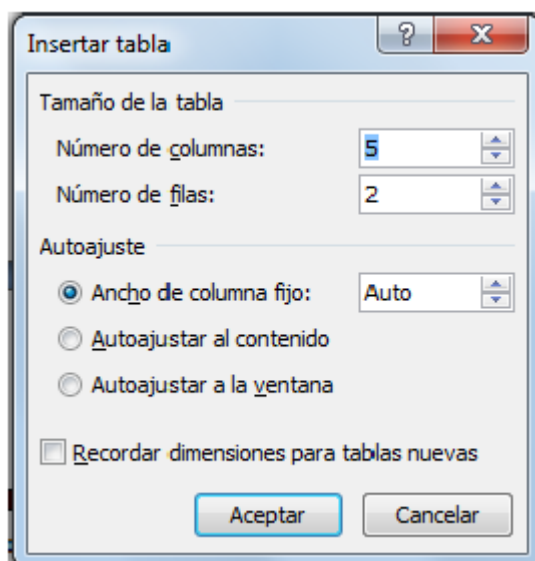 Insertar tabla
Tamaño de la tabla
Número de columnas: 5
Número de filas: 2
Autoajuste
Ancho de columna fijo: Auto
Autoajustar al contenido
Autoajustar a la ventana
Recordar dimensiones para tablas nuevas
Aceptar Cancelar